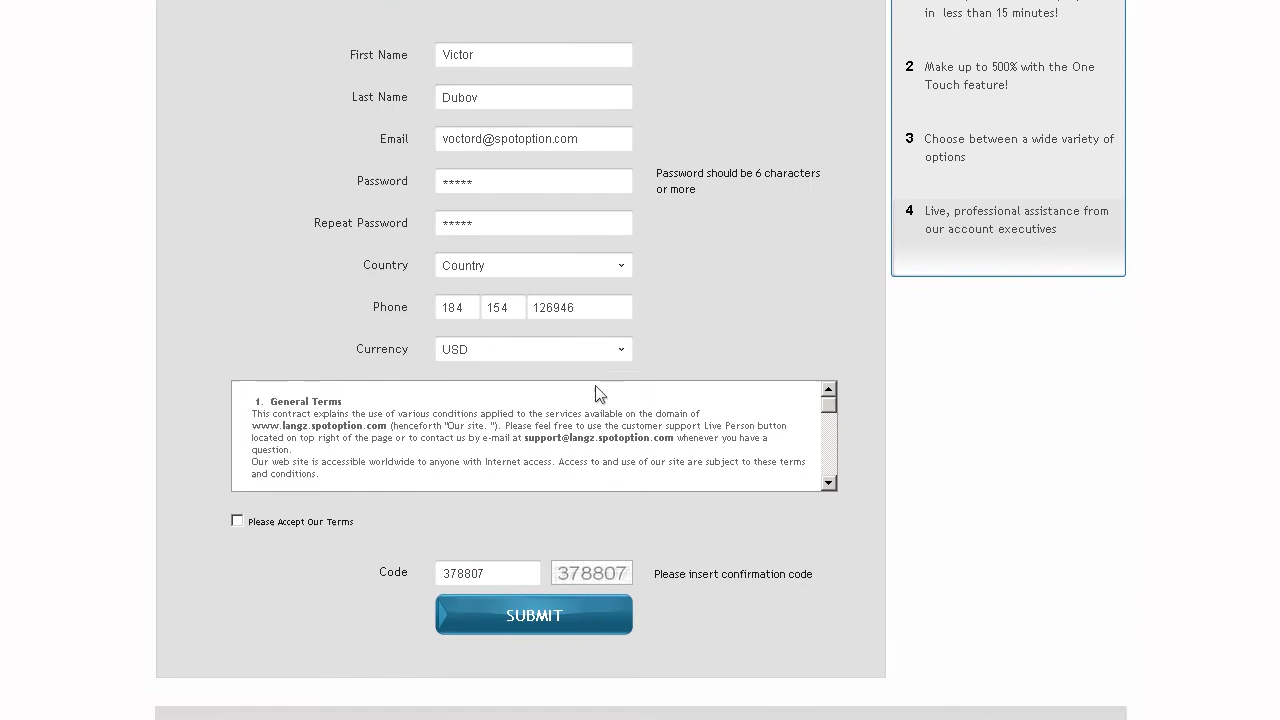 First Name Victor
Last Name Dubov
Email voctord@spotoption.com
Password ***** Password should be 6 characters
or more
Repeat Password *****
Country Country
Phone 184 154 126946
Currency USD
1. General Terms
This contract explains the use of various conditions applied to the services available on the domain of
www.langz.spotoption.com (henceforth "Our site. "). Please feel free to use the customer support Live Person button
located on top right of the page or to contact us by e-mail at support@langz.spotoption.com whenever you have a
question.
Our web site is accessible worldwide to anyone with Internet access. Access to and use of our site are subject to these terms
and conditions.
Please Accept Our Terms
Code 378807 378807 Please insert confirmation code
SUBMIT
in less than 15 minutes!
2 Make up to 500% with the One
Touch feature!
3 Choose between a wide variety of
options
4 Live, professional assistance from
our account executives